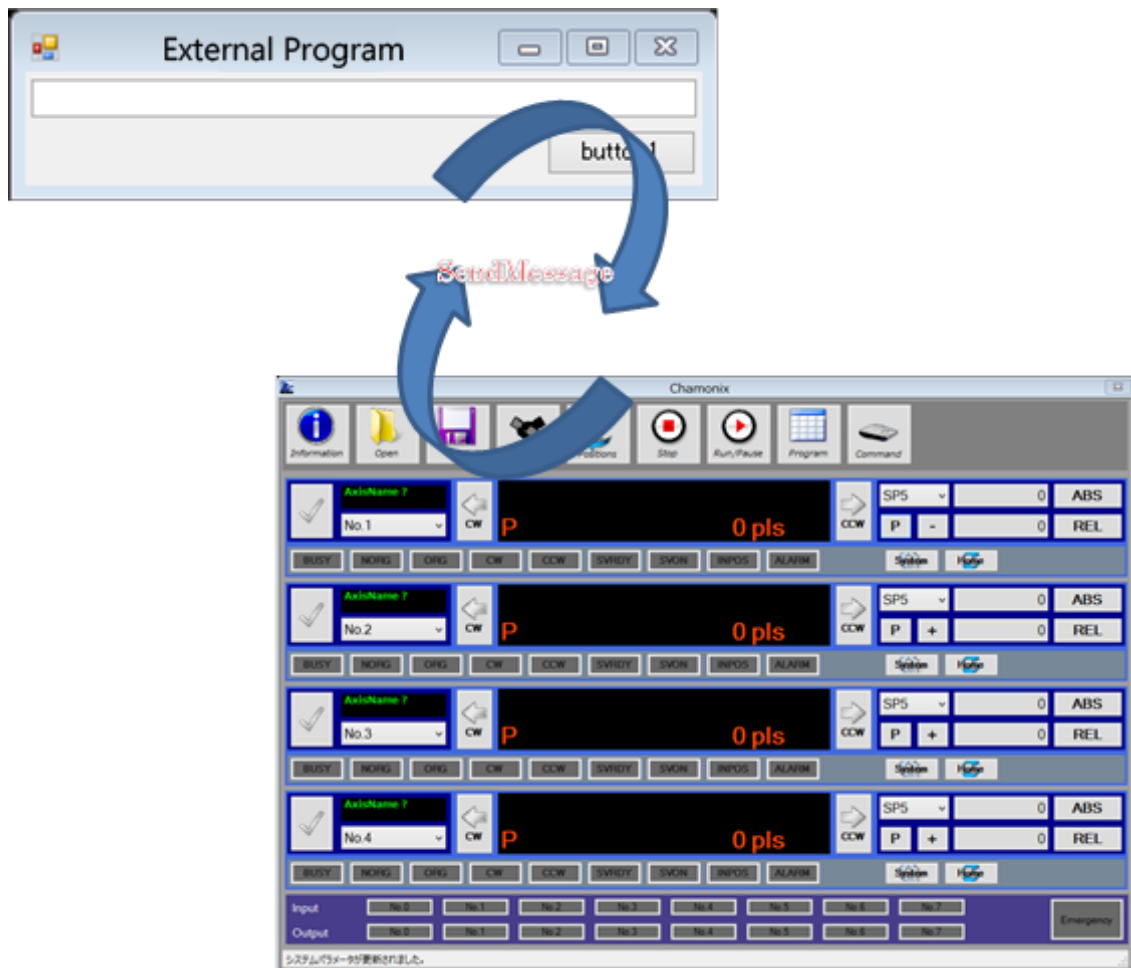 External Program
button1
SendMessage
Chamonix
Information Open Positions Stop Run/Pause Program Command
AxisName ? SP5 0 ABS
No.1 CW P 0 pls CCW P - 0 REL
BUSY NORG ORG CW CCW SVRDY SVON INPOS ALARM System Home
AxisName ? SP5 0 ABS
No.2 CW P 0 pls CCW P + 0 REL
BUSY NORG ORG CW CCW SVRDY SVON INPOS ALARM System Home
AxisName ? SP5 0 ABS
No.3 CW P 0 pls CCW P + 0 REL
BUSY NORG ORG CW CCW SVRDY SVON INPOS ALARM System Home
AxisName ? SP5 0 ABS
No.4 CW P 0 pls CCW P + 0 REL
BUSY NORG ORG CW CCW SVRDY SVON INPOS ALARM System Home
Input No.0 No.1 No.2 No.3 No.4 No.5 No.6 No.7 Emergency
Output No.0 No.1 No.2 No.3 No.4 No.5 No.6 No.7
システムパラメータが更新されました。